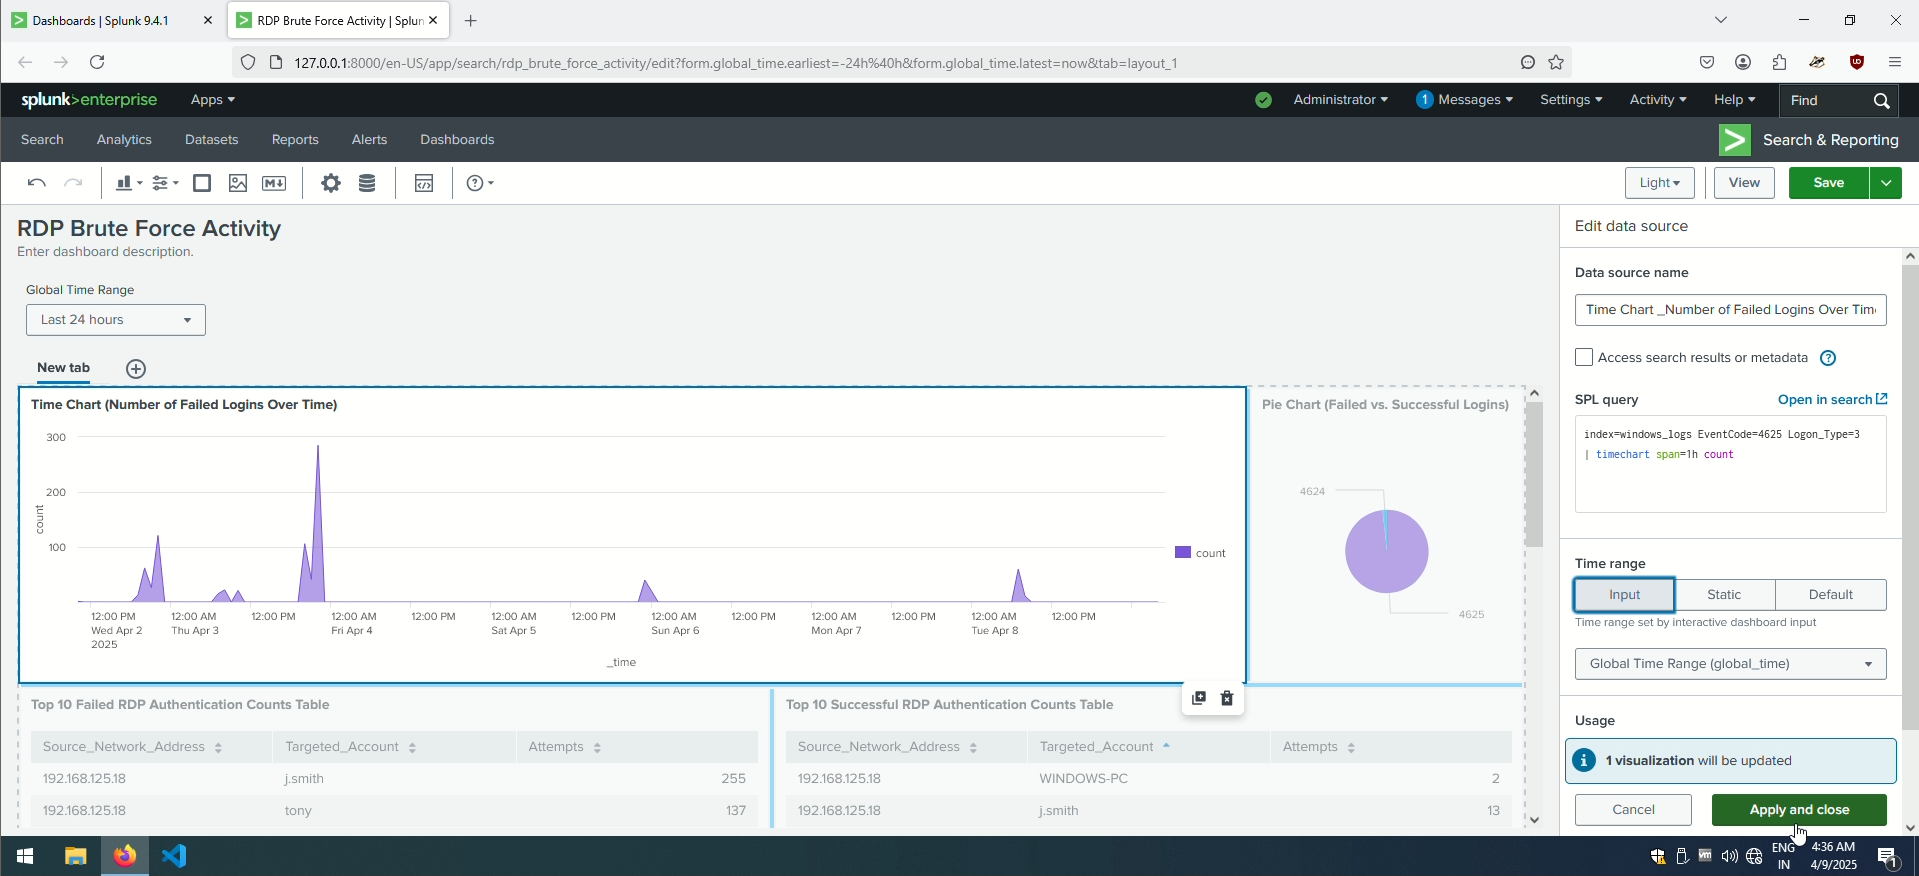 Dashboards | Splunk 9.4.1
RDP Brute Force Activity | Splun
127.0.0.1:8000/en-US/app/search/rdp_brute_force_activity/edit?form.global_time.earliest=-24h%40h&form.global_time.latest=now&tab=layout_1
splunk>enterprise Apps
Administrator 1 Messages Settings Activity Help Find
Search Analytics Datasets Reports Alerts Dashboards
Search & Reporting
Light View Save
RDP Brute Force Activity
Enter dashboard description.
Global Time Range
Last 24 hours
New tab
Time Chart (Number of Failed Logins Over Time)
300
200
100
count
count
12:00 PM 12:00 AM 12:00 PM 12:00 AM 12:00 PM 12:00 AM 12:00 PM 12:00 AM 12:00 PM 12:00 AM 12:00 PM 12:00 AM 12:00 PM
Wed Apr 2 Thu Apr 3 Fri Apr 4 Sat Apr 5 Sun Apr 6 Mon Apr 7 Tue Apr 8
2025
_time
Pie Chart (Failed vs. Successful Logins)
4624
4625
Top 10 Failed RDP Authentication Counts Table
Source_Network_Address Targeted_Account Attempts
192.168.125.18 j.smith 255
192.168.125.18 tony 137
Top 10 Successful RDP Authentication Counts Table
Source_Network_Address Targeted_Account Attempts
192.168.125.18 WINDOWS-PC 2
192.168.125.18 j.smith 13
Edit data source
Data source name
Time Chart _Number of Failed Logins Over Tim
Access search results or metadata ?
SPL query Open in search
index=windows_logs EventCode=4625 Logon_Type=3
| timechart span=1h count
Time range
Input Static Default
Time range set by interactive dashboard input
Global Time Range (global_time)
Usage
1 visualization will be updated
Cancel Apply and close
ENG 4:36 AM
IN 4/9/2025
1